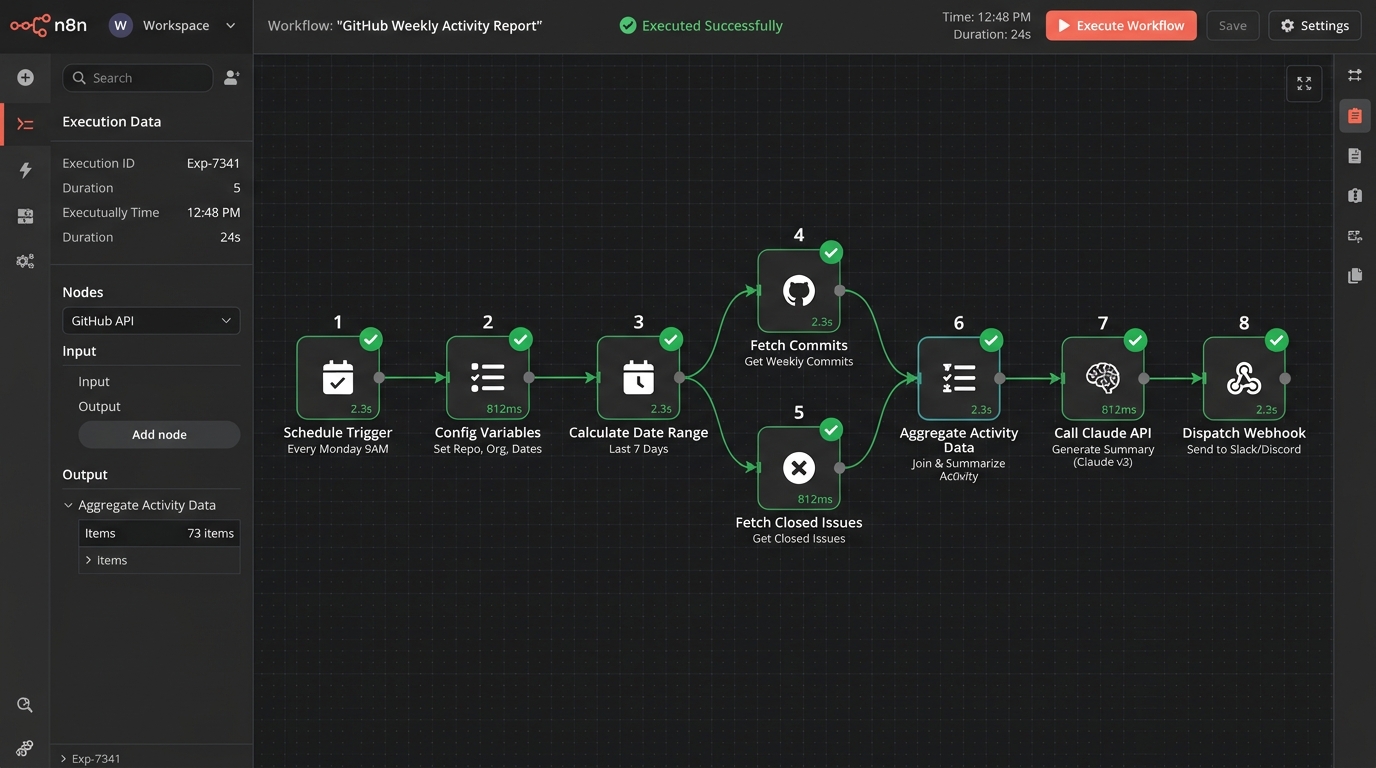 n8n
W Workspace
Workflow: "GitHub Weekly Activity Report"
Executed Successfully
Time: 12:48 PM
Duration: 24s
Execute Workflow
Save
Settings
Search
Execution Data
Execution ID Exp-7341
Duration 5
Executually Time 12:48 PM
Duration 24s
Nodes
GitHub API
Input
Input
Output
Add node
Output
Aggregate Activity Data
Items 73 items
Items
Exp-7341
1
2.3s
Schedule Trigger
Every Monday 9AM
2
812ms
Config Variables
Set Repo, Org, Dates
3
2.3s
Calculate Date Range
Last 7 Days
4
2.3s
Fetch Commits
Get Weekly Commits
5
812ms
Fetch Closed Issues
Get Closed Issues
6
2.3s
Aggregate Activity
Data
Join & Summarize
7
812ms
Call Claude API
Generate Summary
(Claude v3)
8
2.3s
Dispatch Webhook
Send to Slack/Discord